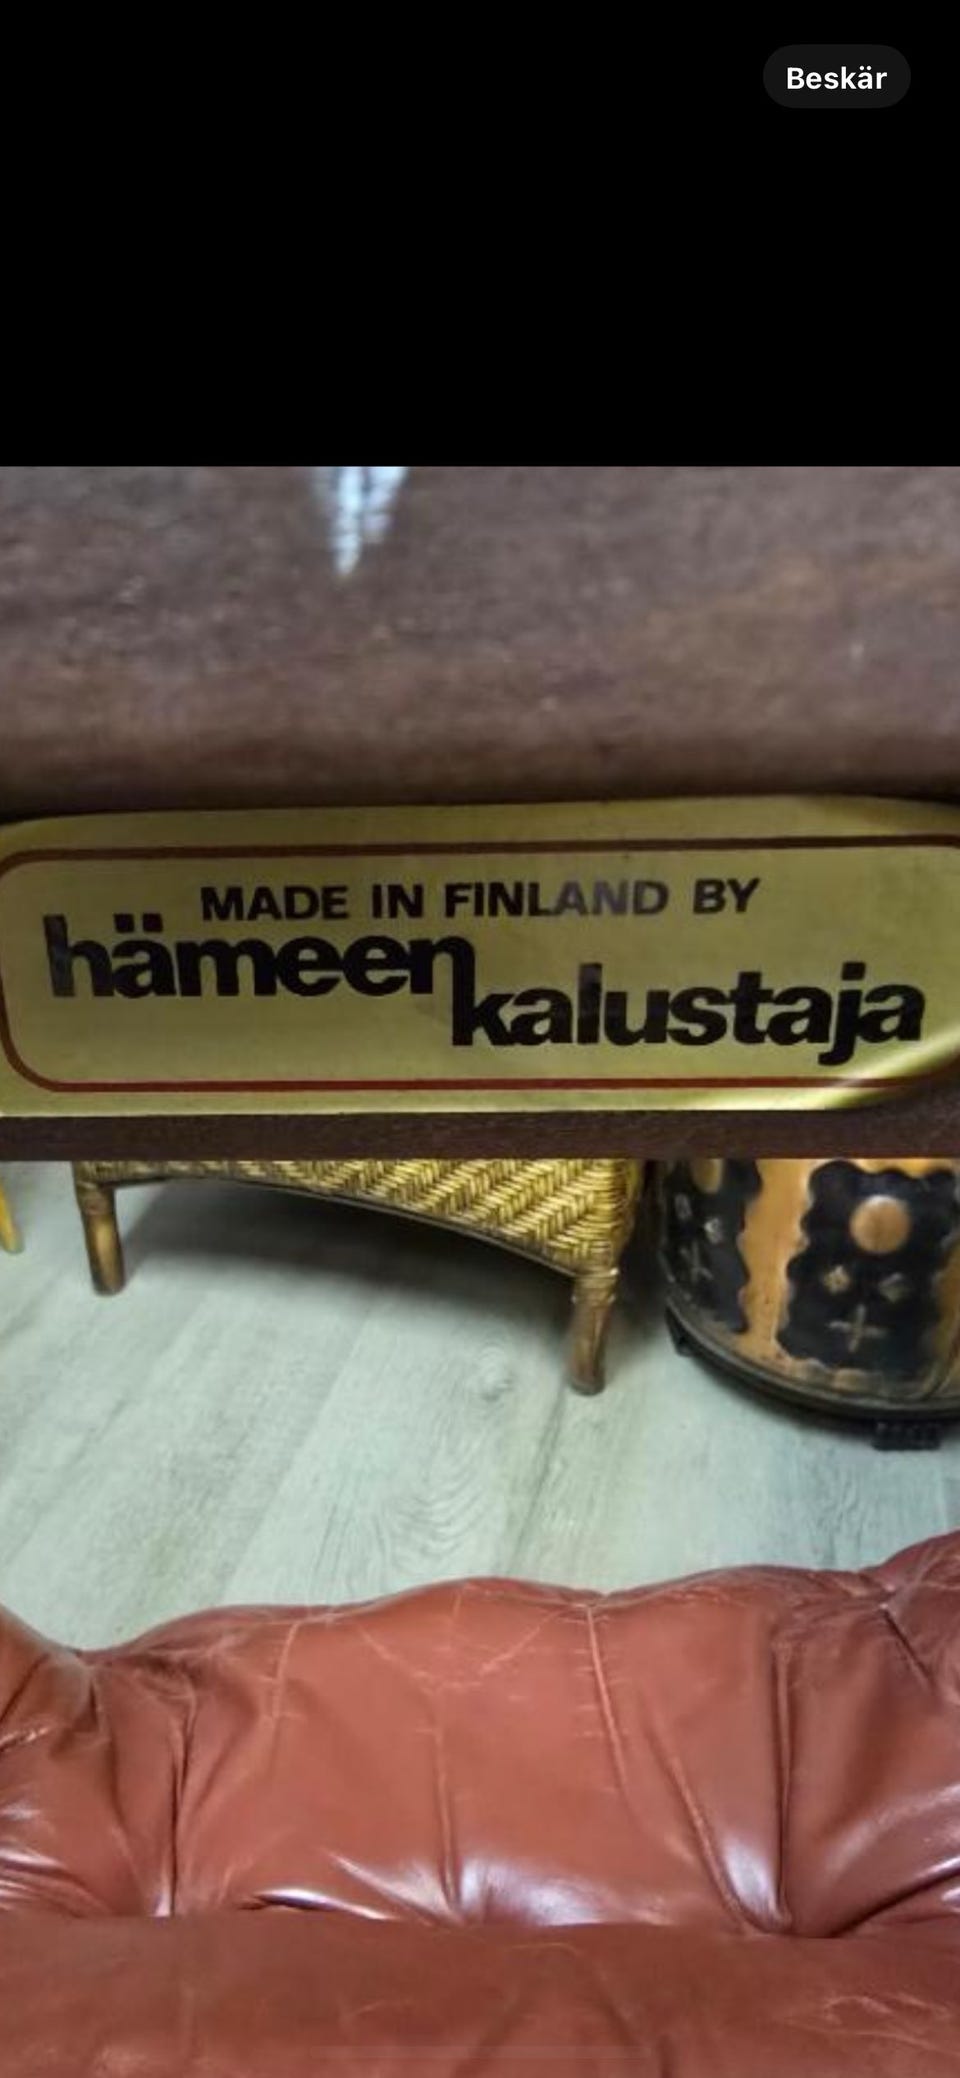 Beskär
MADE IN FINLAND BY
hämeen
kalustaja